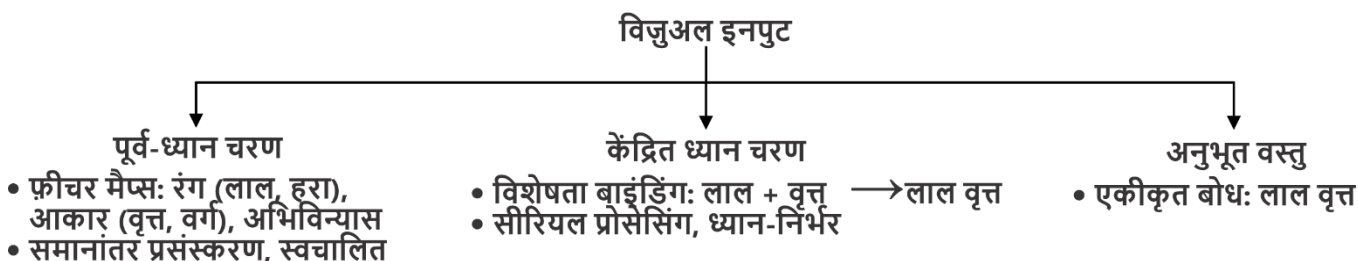 विज़ुअल इनपुट
पूर्व-ध्यान चरण
• फ़ीचर मैप्स: रंग (लाल, हरा),
आकार (वृत्त, वर्ग), अभिविन्यास
• समानांतर प्रसंस्करण, स्वचालित
केंद्रित ध्यान चरण
• विशेषता बाइंडिंग: लाल + वृत्त ⟶ लाल वृत्त
• सीरियल प्रोसेसिंग, ध्यान-निर्भर
अनुभूत वस्तु
• एकीकृत बोध: लाल वृत्त